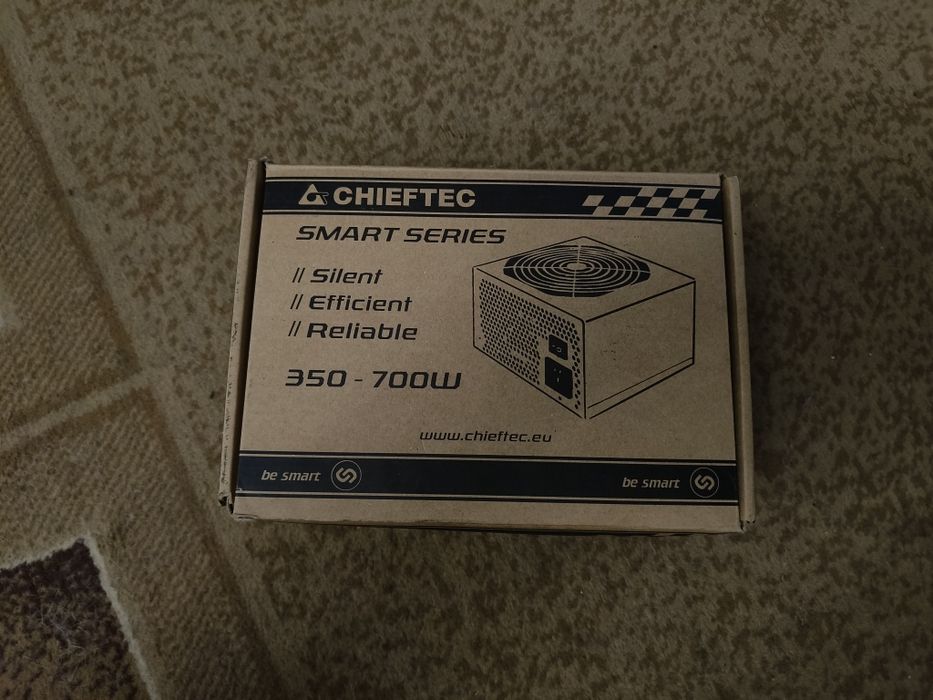 CHIEFTEC
SMART SERIES
// Silent
// Efficient
// Reliable
350 - 700W
www.chieftec.eu
be smart
be smart